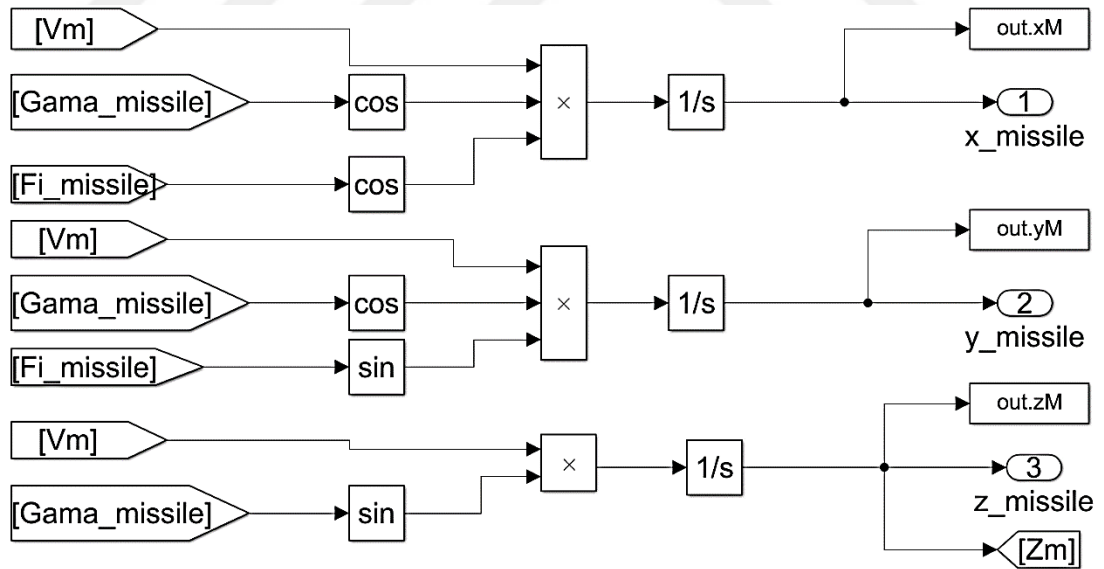 [Vm]
out.xM
[Gama_missile]
cos
×
1/s
1
x_missile
[Fi_missile]
cos
[Vm]
out.yM
[Gama_missile]
cos
×
1/s
2
y_missile
[Fi_missile]
sin
out.zM
[Vm]
×
1/s
3
z_missile
[Gama_missile]
sin
[Zm]